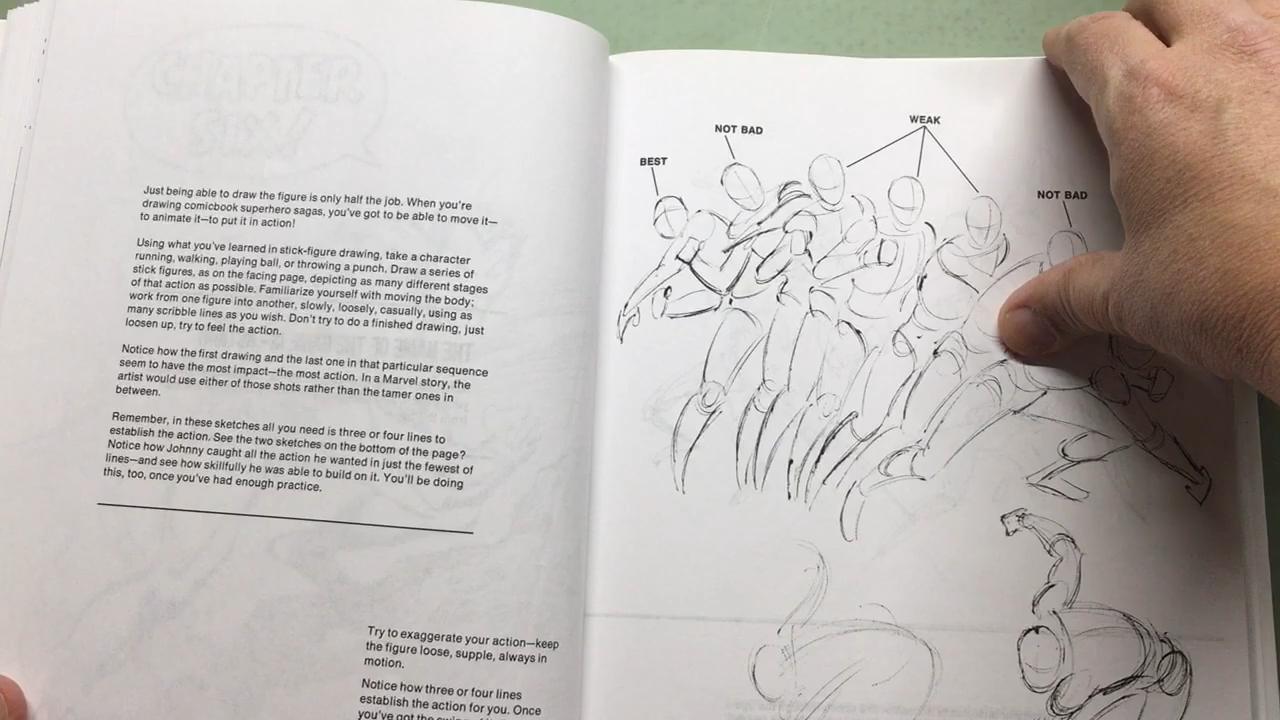 Just being able to draw the figure is only half the job. When you're
drawing comicbook superhero sagas, you've got to be able to move it—
to animate it—to put it in action!
Using what you've learned in stick-figure drawing, take a character
running, walking, playing ball, or throwing a punch. Draw a series of
stick figures, as on the facing page, depicting as many different stages
of that action as possible. Familiarize yourself with moving the body;
work from one figure into another, slowly, loosely, casually, using as
many scribble lines as you wish. Don't try to do a finished drawing, just
loosen up, try to feel the action.
Notice how the first drawing and the last one in that particular sequence
seem to have the most impact—the most action. In a Marvel story, the
artist would use either of those shots rather than the tamer ones in
between.
Remember, in these sketches all you need is three or four lines to
establish the action. See the two sketches on the bottom of the page?
Notice how Johnny caught all the action he wanted in just the fewest of
lines—and see how skillfully he was able to build on it. You'll be doing
this, too, once you've had enough practice.
Try to exaggerate your action—keep
the figure loose, supple, always in
motion.
Notice how three or four lines
establish the action for you. Once
you've got the
BEST
NOT BAD
WEAK
NOT BAD